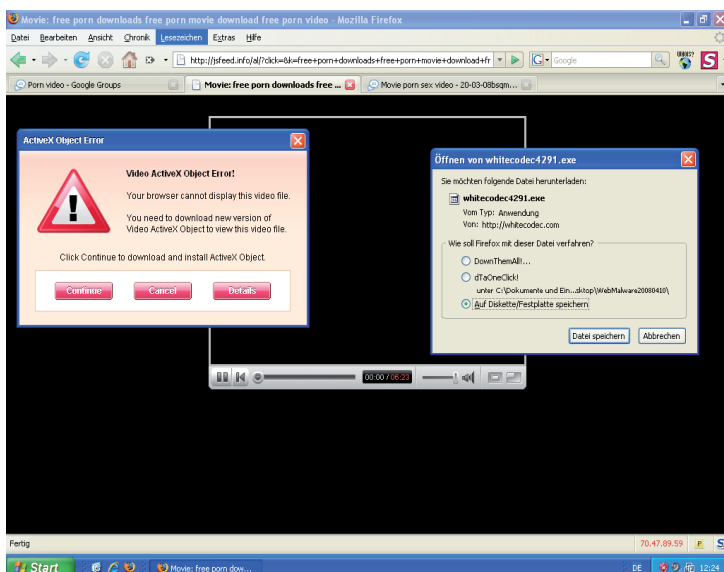 Movie: free porn downloads free porn movie download free porn video - Mozilla Firefox
Datei Bearbeiten Ansicht Chronik Lesezeichen Extras Hilfe
http://jsfeed.info/al/?click=&k=free+porn+downloads+free+porn+movie+download+fr
G Google
WHOIS?
S
Porn video - Google Groups
Movie: free porn downloads free ...
Movie porn sex video - 20-03-08bsqm...
ActiveX Object Error
Video ActiveX Object Error!
Your browser cannot display this video file.
You need to download new version of
Video ActiveX Object to view this video file.
Click Continue to download and install ActiveX Object.
Continue Cancel Details
Öffnen von whitecodec4291.exe
Sie möchten folgende Datei herunterladen:
whitecodec4291.exe
Vom Typ: Anwendung
Von: http://whitecodec.com
Wie soll Firefox mit dieser Datei verfahren?
DownThemAll!...
dTaOneClick!
unter C:\Dokumente und Ein...sktop\WebMalware20080410\
Auf Diskette/Festplatte speichern
Datei speichern Abbrechen
00:00 / 06:23
Fertig
70.47.89.59
P
S
Start
Movie: free porn dow...
DE
12:24